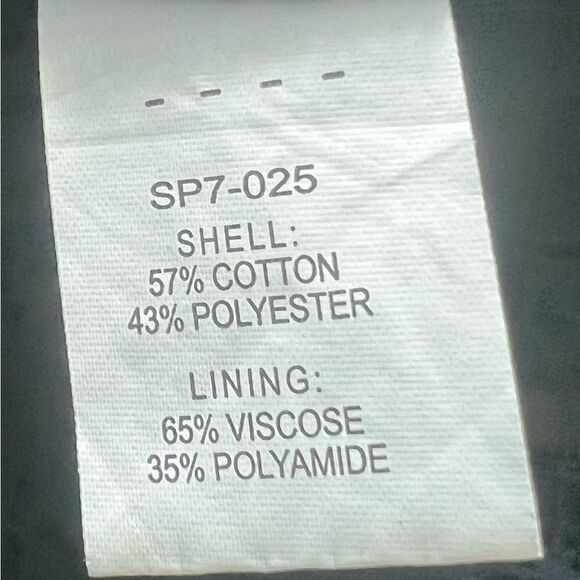 SP7-025
SHELL:
57% COTTON
43% POLYESTER
LINING:
65% VISCOSE
35% POLYAMIDE